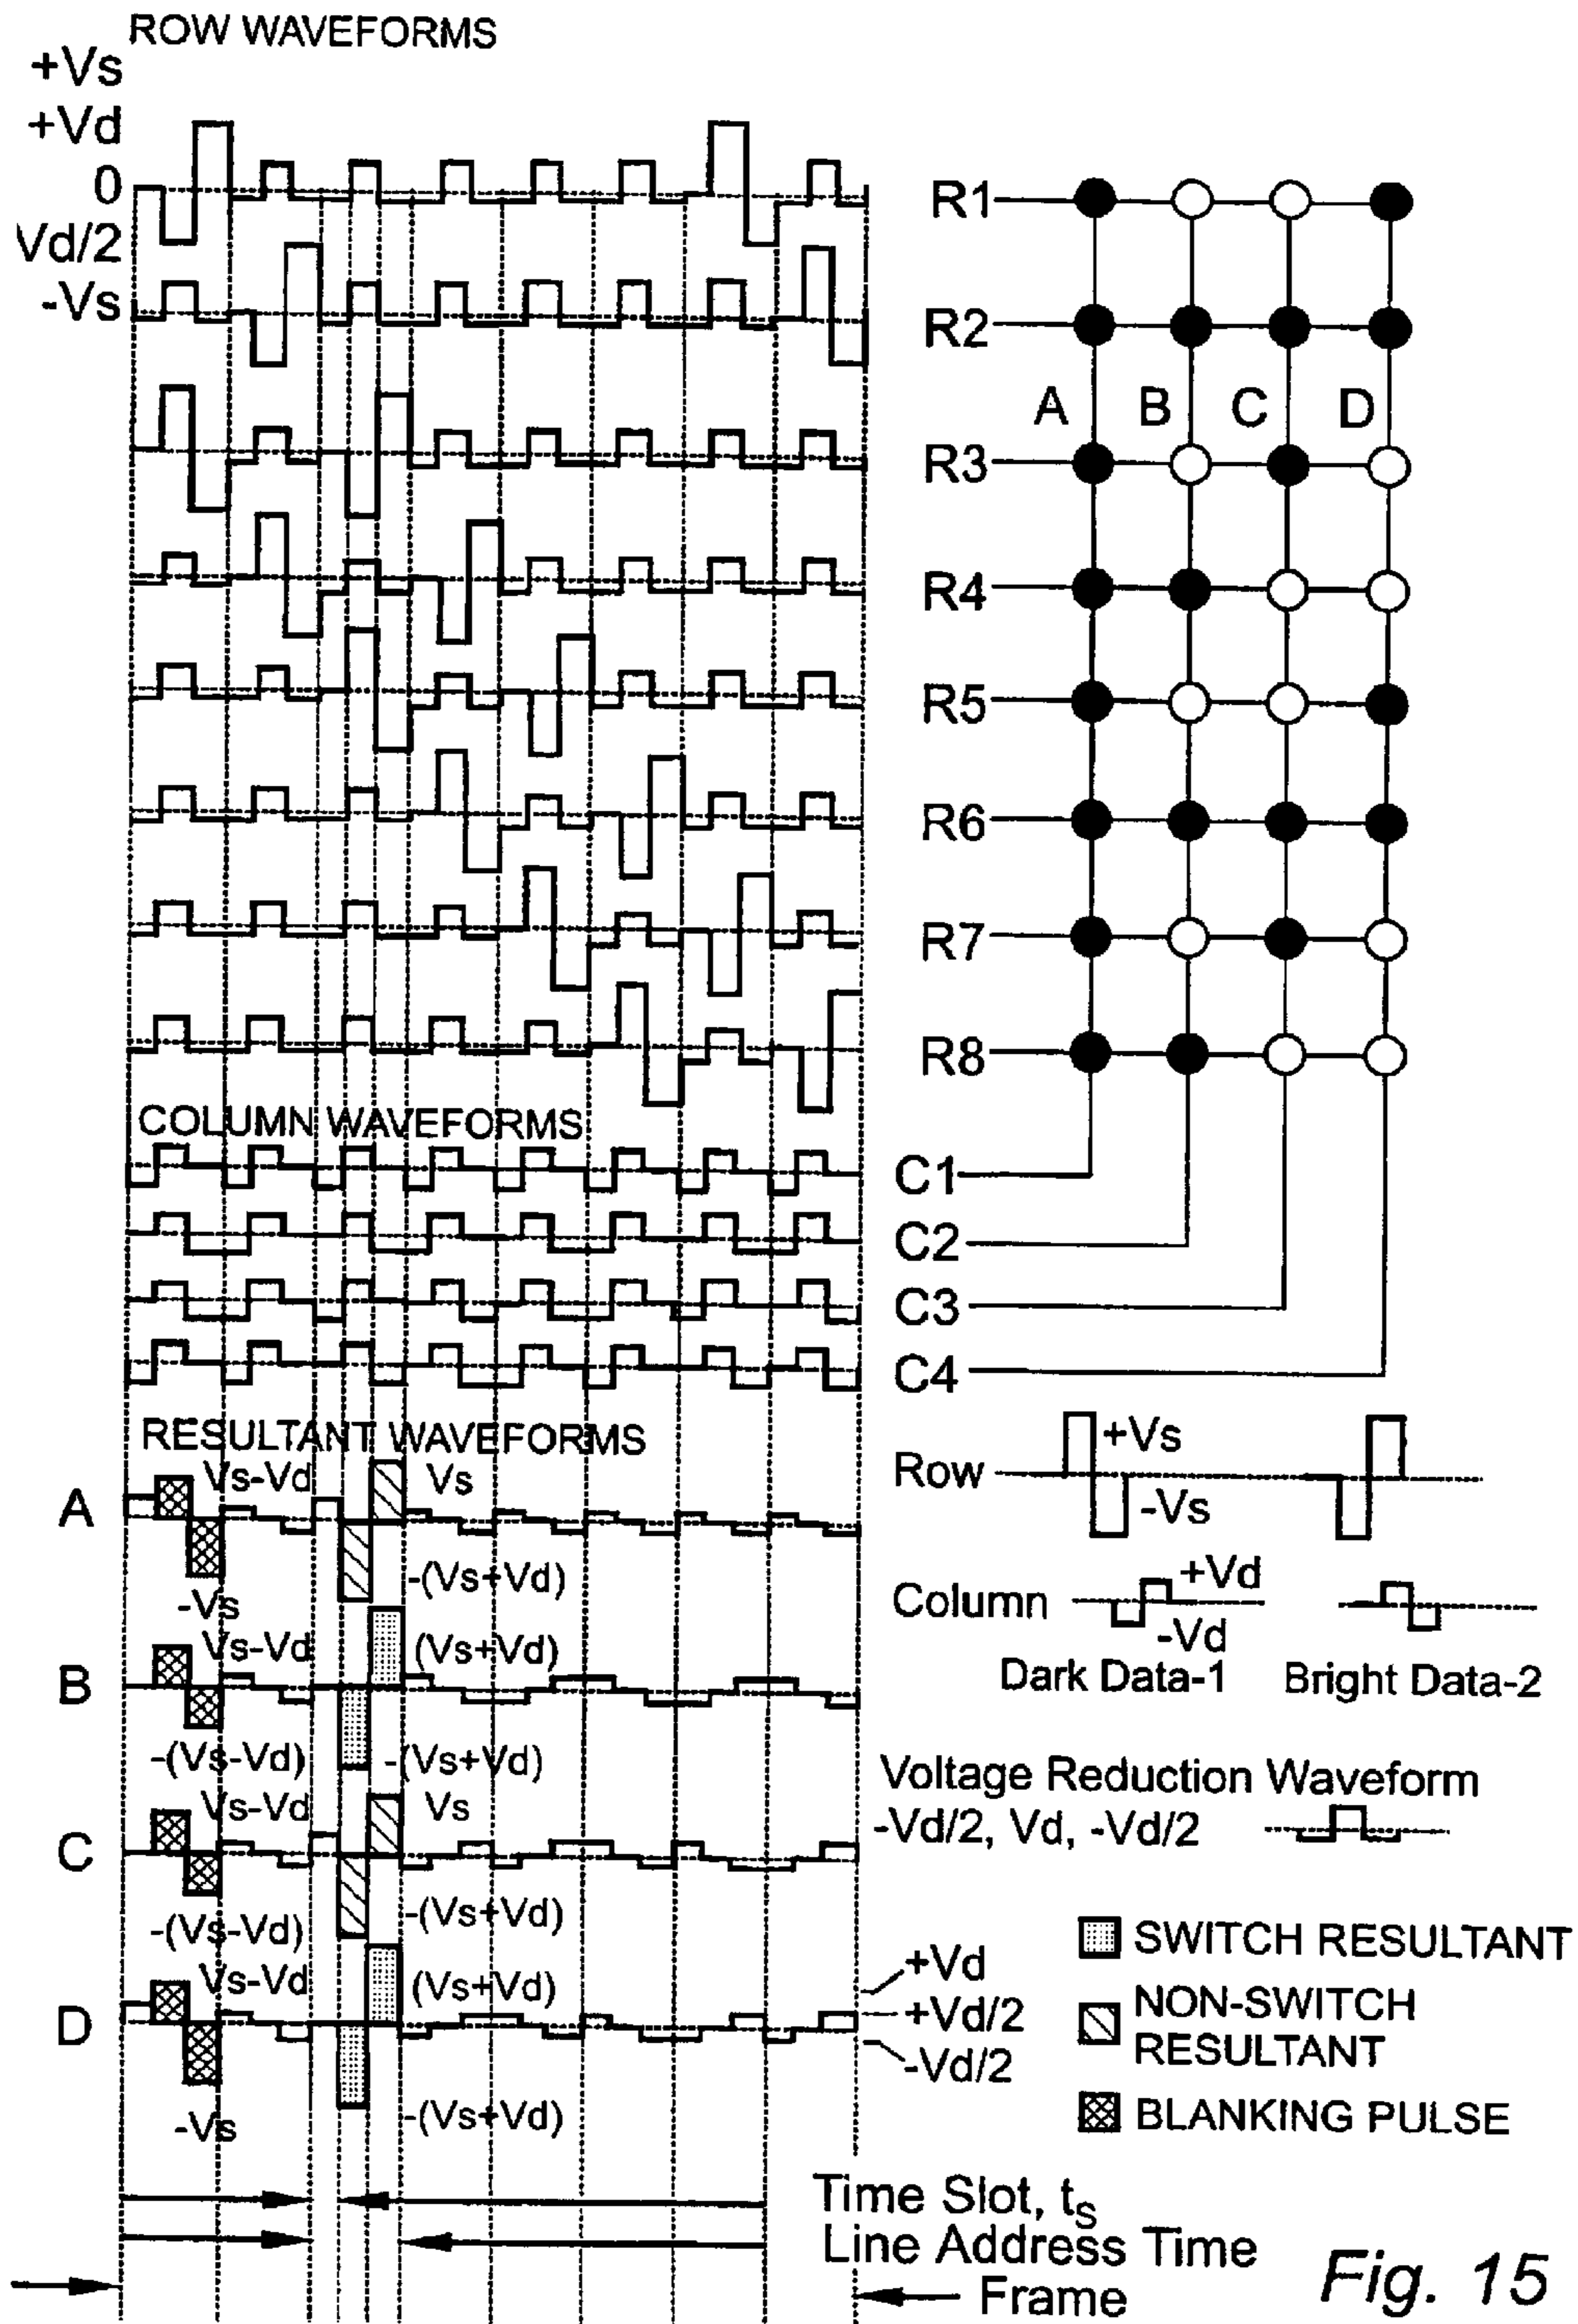 ROW WAVEFORMS
+Vs
+Vd
0
Vd/2
-Vs
R1
R2
A B C D
R3
R4
R5
R6
R7
R8
COLUMN WAVEFORMS
C1
C2
C3
C4
RESULTANT WAVEFORMS
A
Vs-Vd
Vs
-Vs
-(Vs+Vd)
B
Vs-Vd
(Vs+Vd)
-(Vs-Vd)
-(Vs+Vd)
C
Vs-Vd
Vs
-(Vs-Vd)
-(Vs+Vd)
D
Vs-Vd
(Vs+Vd)
-Vs
-(Vs+Vd)
+Vd
+Vd/2
-Vd/2
Row
+Vs
-Vs
Column
+Vd
-Vd
Dark Data-1
Bright Data-2
Voltage Reduction Waveform
-Vd/2, Vd, -Vd/2
SWITCH RESULTANT
NON-SWITCH
RESULTANT
BLANKING PULSE
Time Slot, ts
Line Address Time
Frame
Fig. 15